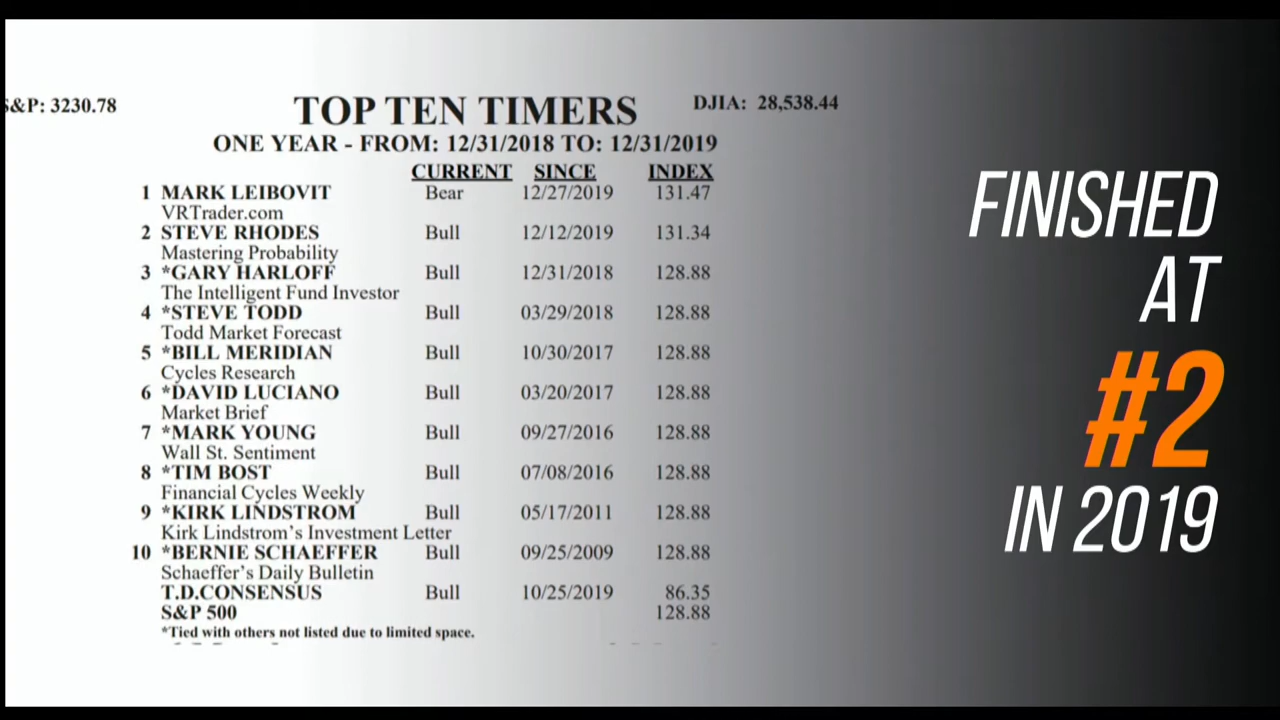 S&P: 3230.78
TOP TEN TIMERS
DJIA: 28,538.44
ONE YEAR - FROM: 12/31/2018 TO: 12/31/2019
CURRENT SINCE INDEX
1 MARK LEIBOVIT Bear 12/27/2019 131.47
VRTrader.com
2 STEVE RHODES Bull 12/12/2019 131.34
Mastering Probability
3 *GARY HARLOFF Bull 12/31/2018 128.88
The Intelligent Fund Investor
4 *STEVE TODD Bull 03/29/2018 128.88
Todd Market Forecast
5 *BILL MERIDIAN Bull 10/30/2017 128.88
Cycles Research
6 *DAVID LUCIANO Bull 03/20/2017 128.88
Market Brief
7 *MARK YOUNG Bull 09/27/2016 128.88
Wall St. Sentiment
8 *TIM BOST Bull 07/08/2016 128.88
Financial Cycles Weekly
9 *KIRK LINDSTROM Bull 05/17/2011 128.88
Kirk Lindstrom's Investment Letter
10 *BERNIE SCHAEFFER Bull 09/25/2009 128.88
Schaeffer's Daily Bulletin
T.D.CONSENSUS Bull 10/25/2019 86.35
S&P 500 128.88
*Tied with others not listed due to limited space.
FINISHED
AT
#2
IN 2019